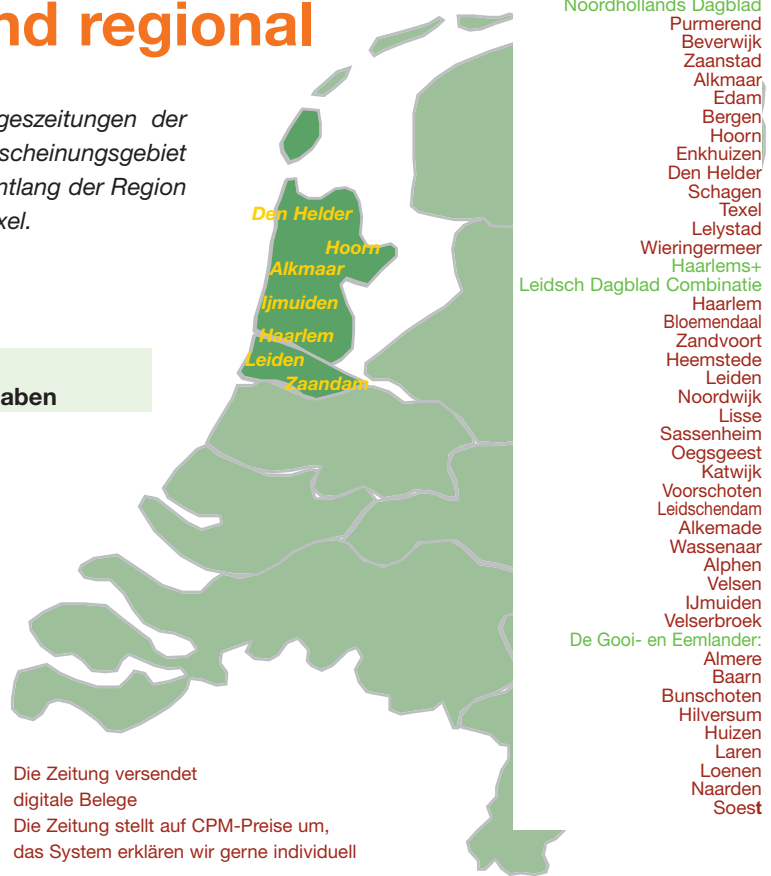 nd regional
geszeitungen der
scheinungsgebiet
ntlang der Region
xel.
aben
Den Helder
Hoorn
Alkmaar
Ijmuiden
Haarlem
Leiden
Zaandam
Die Zeitung versendet
digitale Belege
Die Zeitung stellt auf CPM-Preise um,
das System erklären wir gerne individuell
Noordhollands Dagblad
Purmerend
Beverwijk
Zaanstad
Alkmaar
Edam
Bergen
Hoorn
Enkhuizen
Den Helder
Schagen
Texel
Lelystad
Wieringermeer
Haarlems+
Leidsch Dagblad Combinatie
Haarlem
Bloemendaal
Zandvoort
Heemstede
Leiden
Noordwijk
Lisse
Sassenheim
Oegsgeest
Katwijk
Voorschoten
Leidschendam
Alkemade
Wassenaar
Alphen
Velsen
IJmuiden
Velserbroek
De Gooi- en Eemlander:
Almere
Baarn
Bunschoten
Hilversum
Huizen
Laren
Loenen
Naarden
Soest